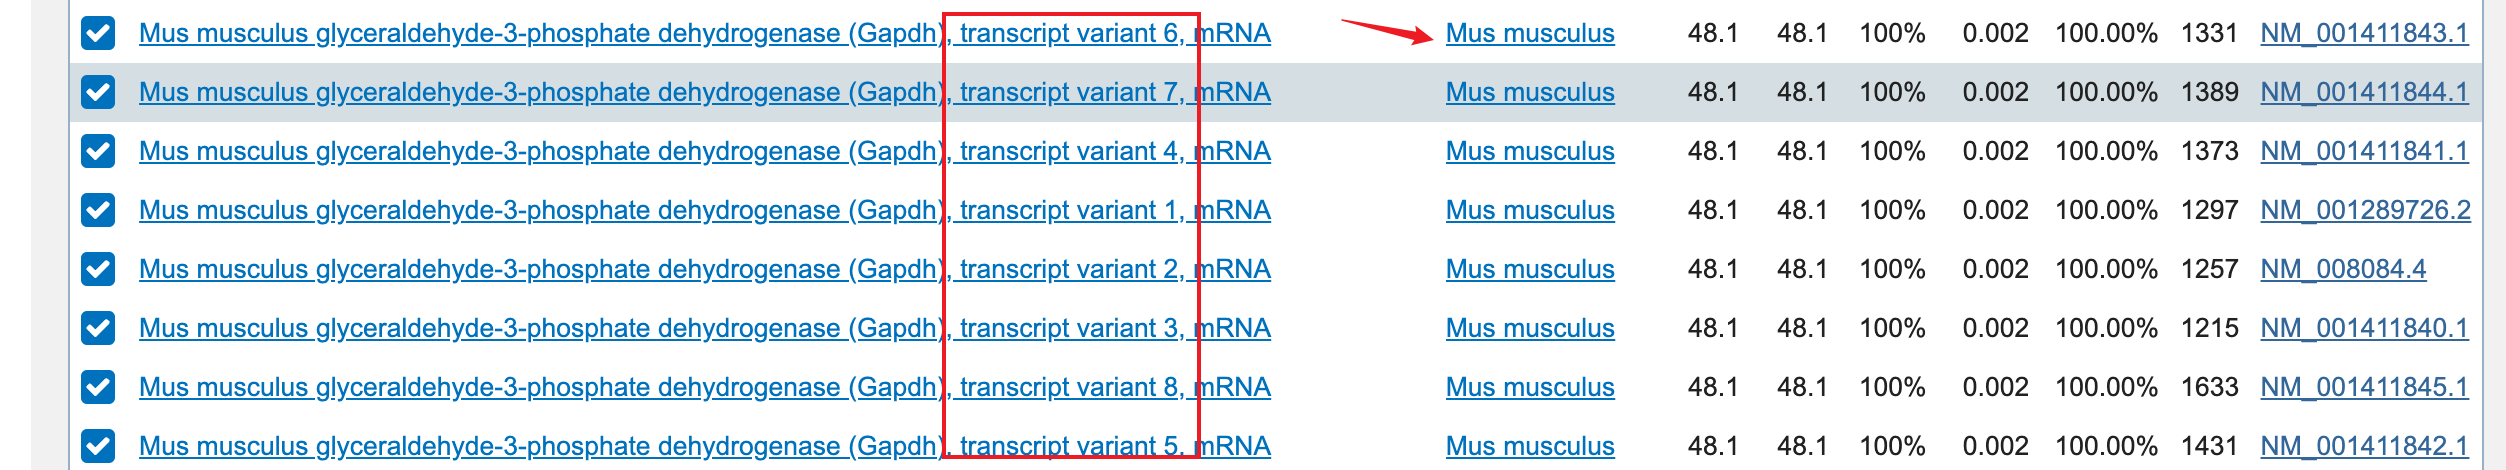 Mus musculus glyceraldehyde-3-phosphate dehydrogenase (Gapdh), transcript variant 6, mRNA Mus musculus 48.1 48.1 100% 0.002 100.00% 1331 NM_001411843.1
Mus musculus glyceraldehyde-3-phosphate dehydrogenase (Gapdh), transcript variant 7, mRNA Mus musculus 48.1 48.1 100% 0.002 100.00% 1389 NM_001411844.1
Mus musculus glyceraldehyde-3-phosphate dehydrogenase (Gapdh), transcript variant 4, mRNA Mus musculus 48.1 48.1 100% 0.002 100.00% 1373 NM_001411841.1
Mus musculus glyceraldehyde-3-phosphate dehydrogenase (Gapdh), transcript variant 1, mRNA Mus musculus 48.1 48.1 100% 0.002 100.00% 1297 NM_001289726.2
Mus musculus glyceraldehyde-3-phosphate dehydrogenase (Gapdh), transcript variant 2, mRNA Mus musculus 48.1 48.1 100% 0.002 100.00% 1257 NM_008084.4
Mus musculus glyceraldehyde-3-phosphate dehydrogenase (Gapdh), transcript variant 3, mRNA Mus musculus 48.1 48.1 100% 0.002 100.00% 1215 NM_001411840.1
Mus musculus glyceraldehyde-3-phosphate dehydrogenase (Gapdh), transcript variant 8, mRNA Mus musculus 48.1 48.1 100% 0.002 100.00% 1633 NM_001411845.1
Mus musculus glyceraldehyde-3-phosphate dehydrogenase (Gapdh), transcript variant 5, mRNA Mus musculus 48.1 48.1 100% 0.002 100.00% 1431 NM_001411842.1